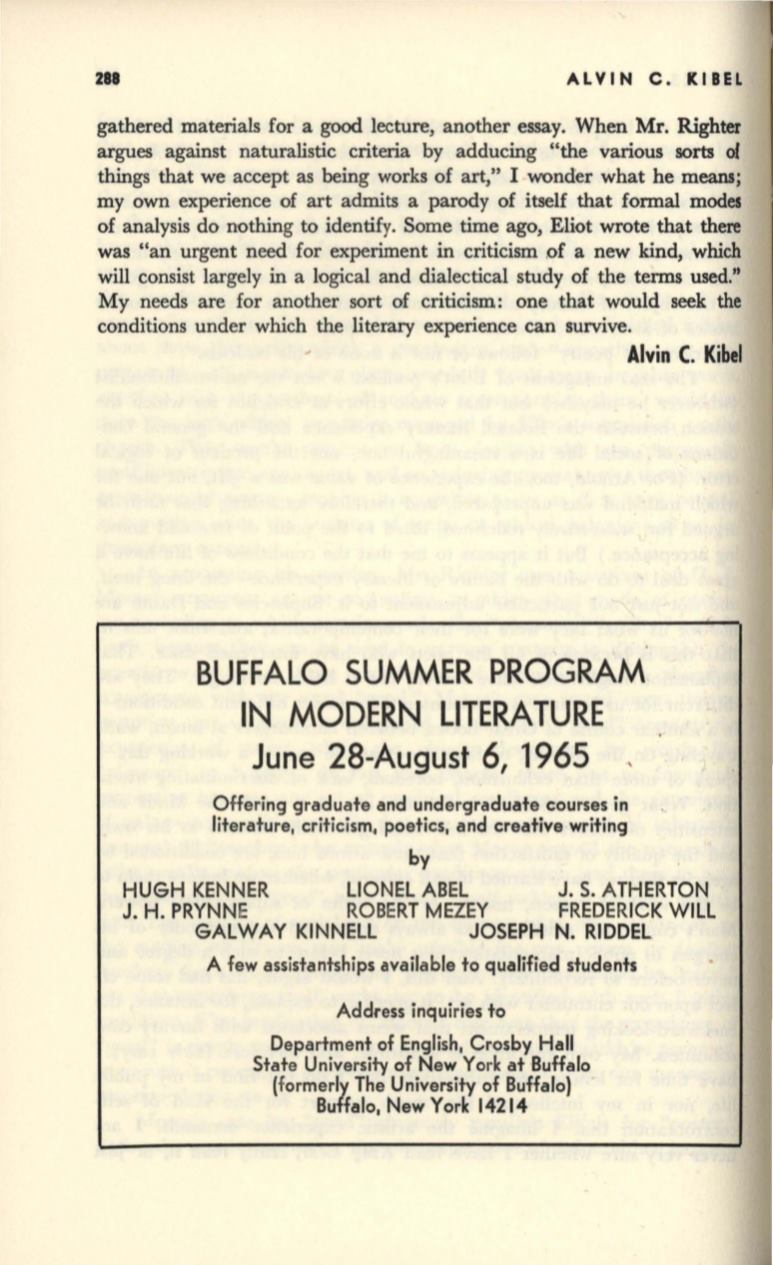 288 ALVIN C. KIBEL
gathered materials for a good lecture, another essay. When Mr. Righter
argues against naturalistic criteria by adducing “the various sorts of
things that we accept as being works of art,” I wonder what he means;
my own experience of art admits a parody of itself that formal modes
of analysis do nothing to identify. Some time ago, Eliot wrote that there
was “an urgent need for experiment in criticism of a new kind, which
will consist largely in a logical and dialectical study of the terms used.”
My needs are for another sort of criticism: one that would seek the
conditions under which the literary experience can survive.
Alvin C. Kibel
BUFFALO SUMMER PROGRAM
IN MODERN LITERATURE
June 28-August 6, 1965
Offering graduate and undergraduate courses in
literature, criticism, poetics, and creative writing
by
HUGH KENNER LIONEL ABEL J. S. ATHERTON
J. H. PRYNNE ROBERT MEZEY FREDERICK WILL
GALWAY KINNELL JOSEPH N. RIDDEL
A few assistantships available to qualified students
Address inquiries to
Department of English, Crosby Hall
State University of New York at Buffalo
(formerly The University of Buffalo)
Buffalo, New York 14214